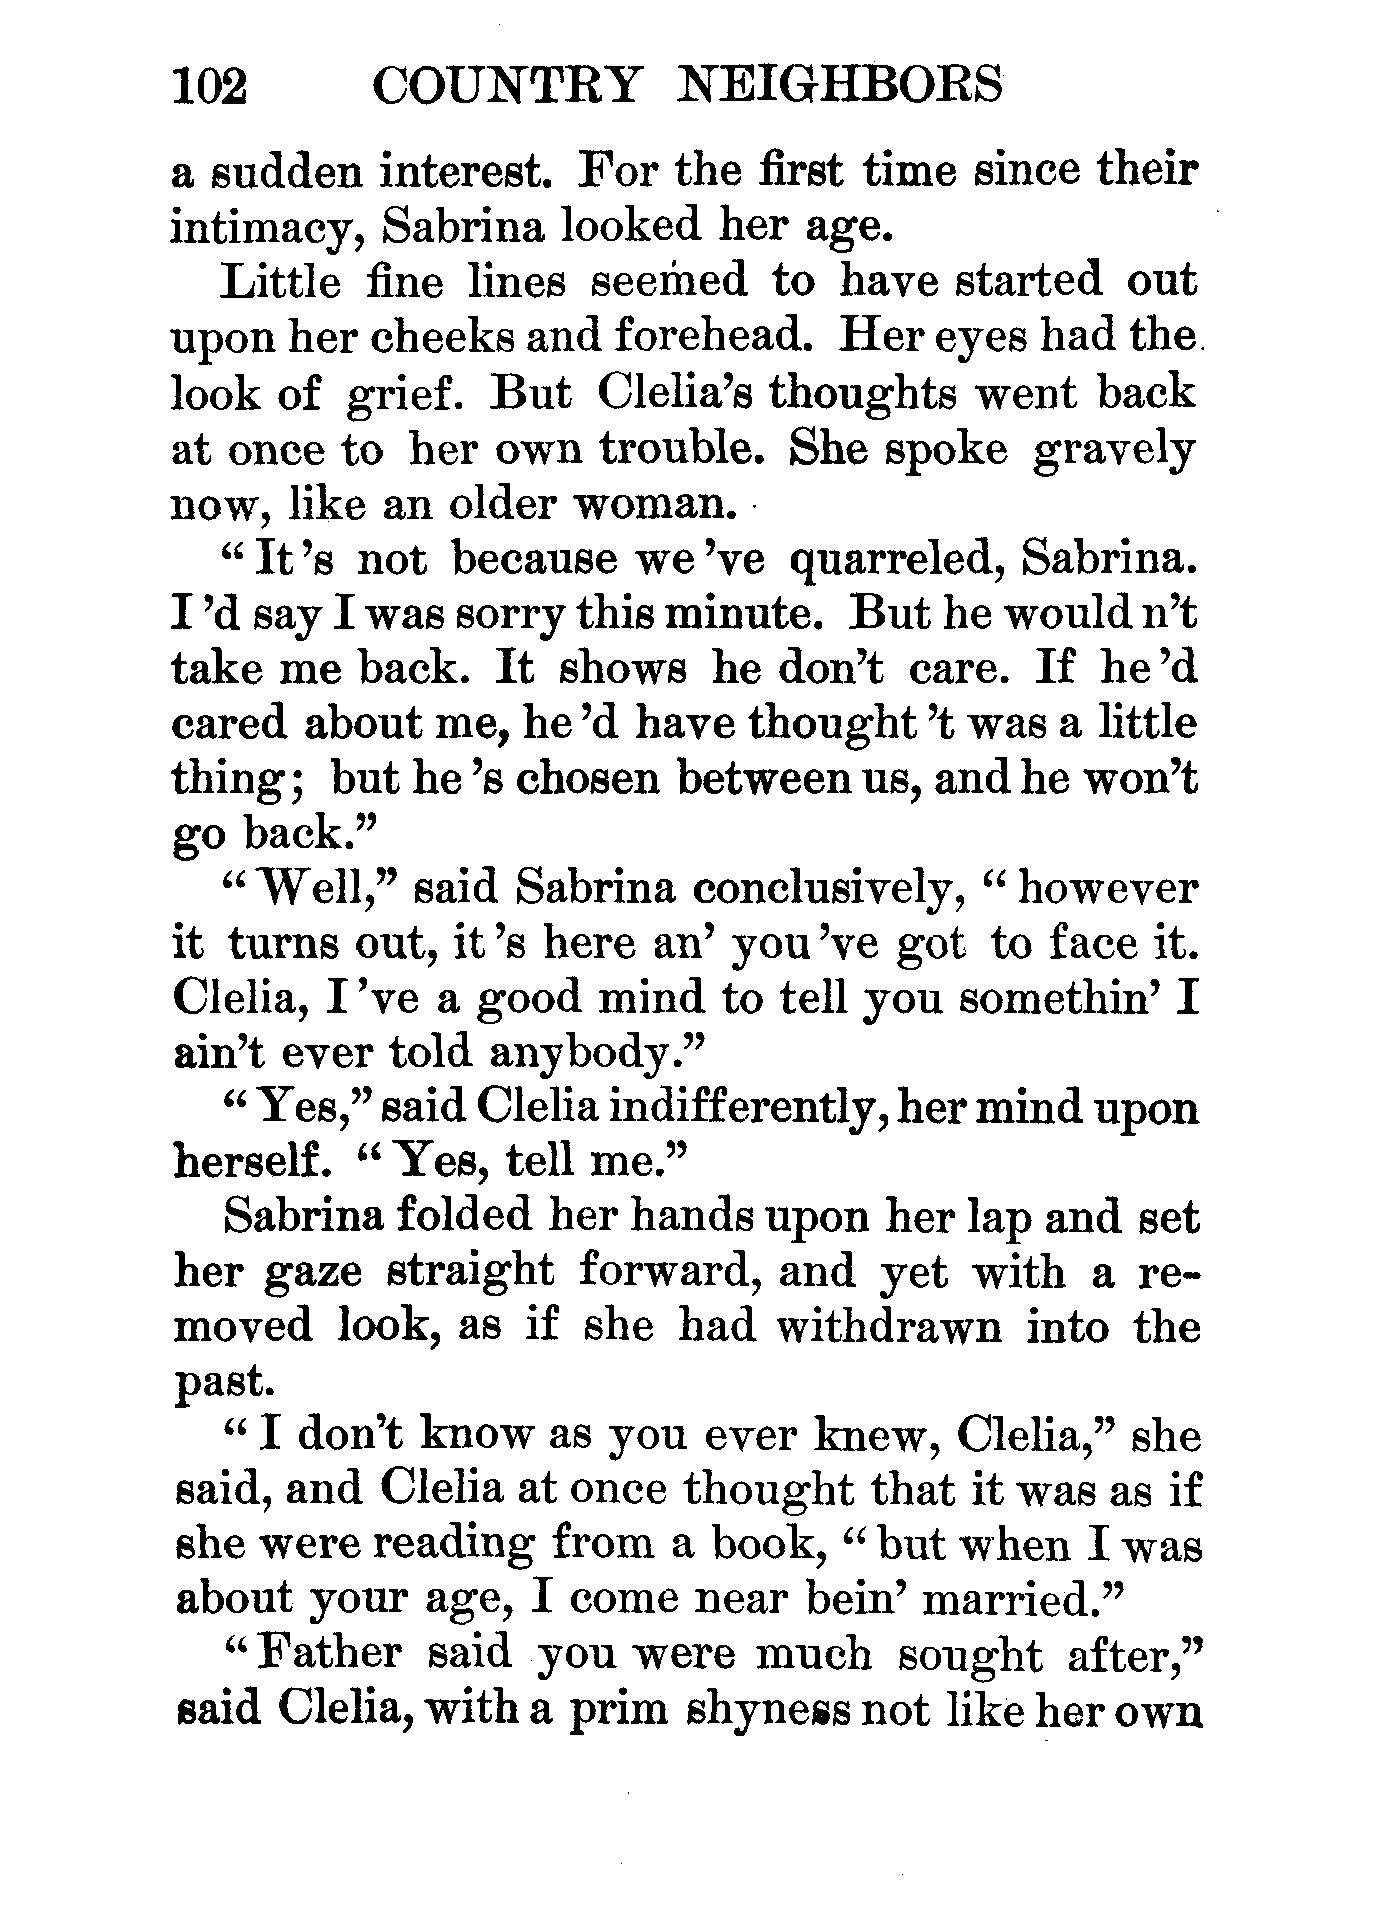 102 COUNTRY NEIGHBORS
a sudden interest. For the first time since their
intimacy, Sabrina looked her age.
Little fine lines seemed to have started out
upon her cheeks and forehead. Her eyes had the
look of grief. But Clelia's thoughts went back
at once to her own trouble. She spoke gravely
now, like an older woman.
“It 's not because we 've quarreled, Sabrina.
I 'd say I was sorry this minute. But he would n't
take me back. It shows he don't care. If he 'd
cared about me, he 'd have thought 't was a little
thing; but he 's chosen between us, and he won't
go back.”
“Well,” said Sabrina conclusively, “however
it turns out, it 's here an' you 've got to face it.
Clelia, I 've a good mind to tell you somethin' I
ain't ever told anybody.”
“Yes,” said Clelia indifferently, her mind upon
herself. “Yes, tell me.”
Sabrina folded her hands upon her lap and set
her gaze straight forward, and yet with a re-
moved look, as if she had withdrawn into the
past.
“I don't know as you ever knew, Clelia,” she
said, and Clelia at once thought that it was as if
she were reading from a book, “but when I was
about your age, I come near bein' married.”
“Father said you were much sought after,”
said Clelia, with a prim shyness not like her own